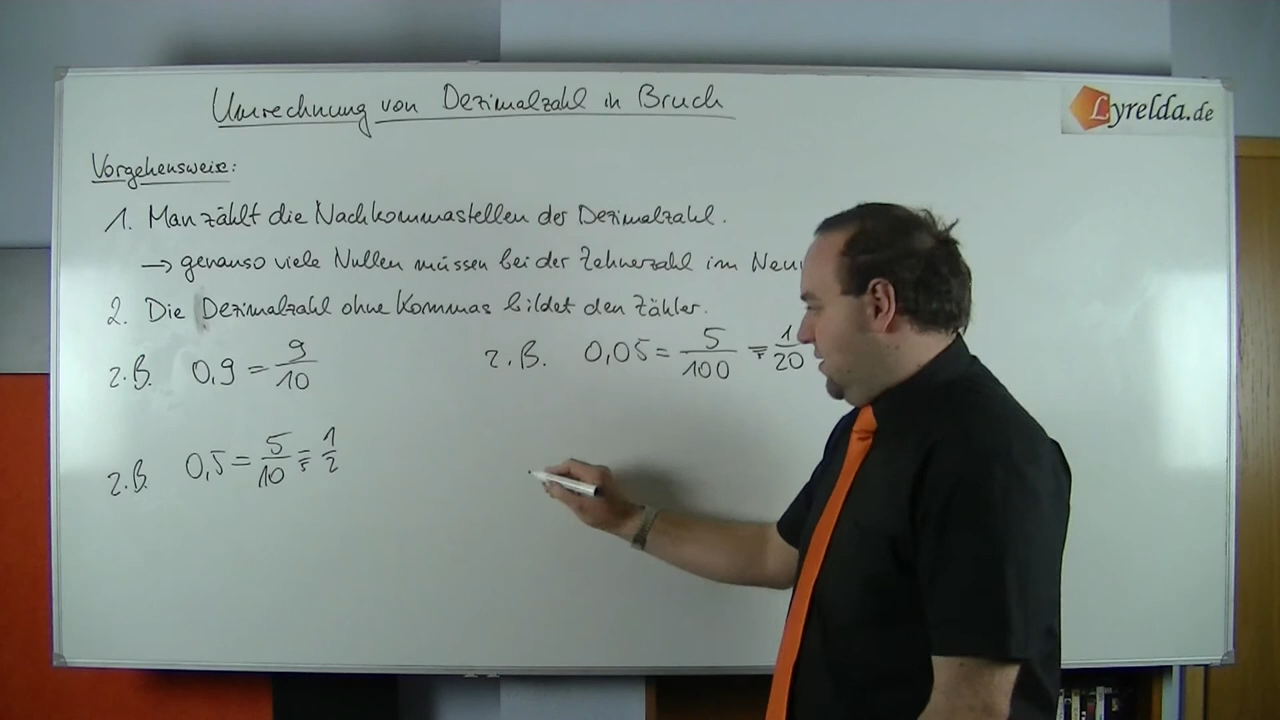 Umrechnung von Dezimalzahl in Bruch
Lyrelda.de
Vorgehensweise:
1. Man zählt die Nachkommastellen der Dezimalzahl.
→ genauso viele Nullen müssen bei der Zehnerzahl im
2. Die Dezimalzahl ohne Kommas bildet den Zähler.
z.B. 0,9 = 9/10
z.B. 0,05 = 5/100 =₅ 1/20
z.B. 0,5 = 5/10 =₅ 1/2